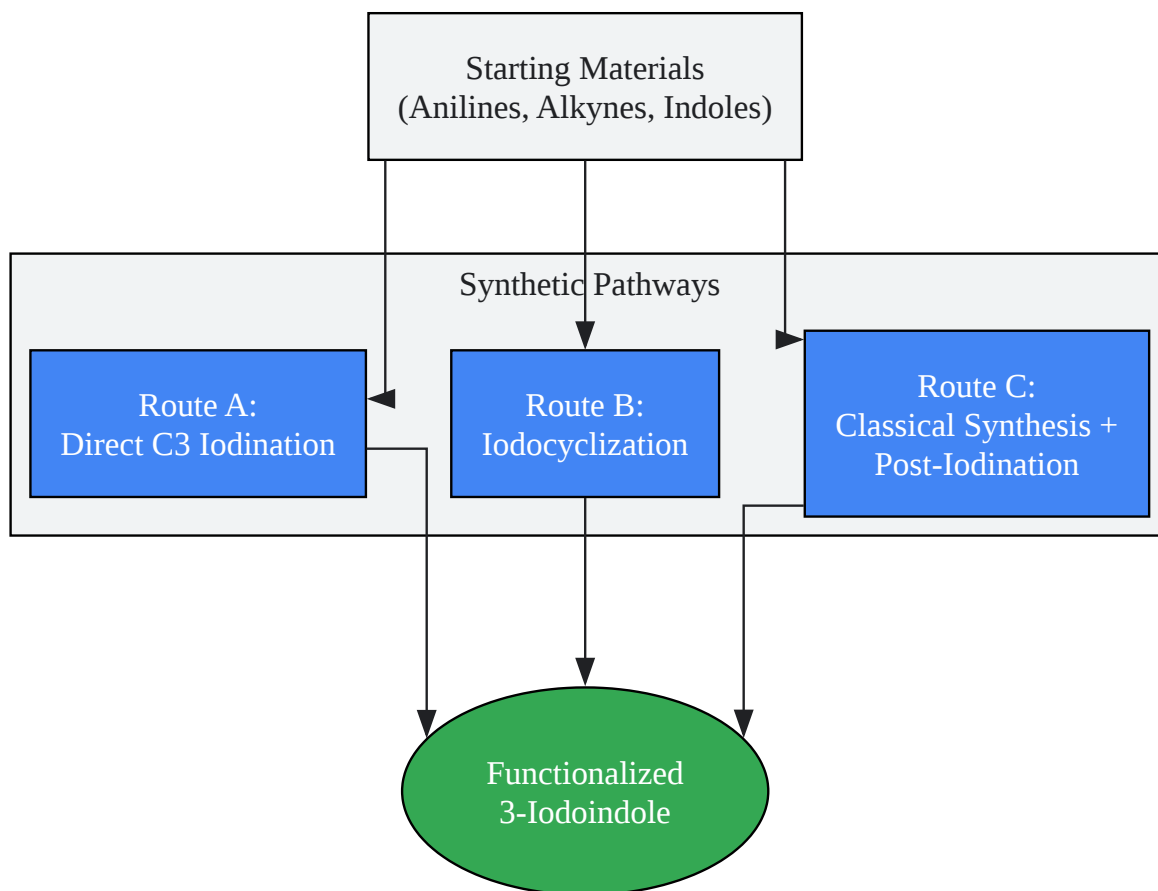 Starting Materials
(Anilines, Alkynes, Indoles)
Synthetic Pathways
Route A:
Direct C3 Iodination
Route B:
Iodocyclization
Route C:
Classical Synthesis +
Post-Iodination
Functionalized
3-Iodoindole